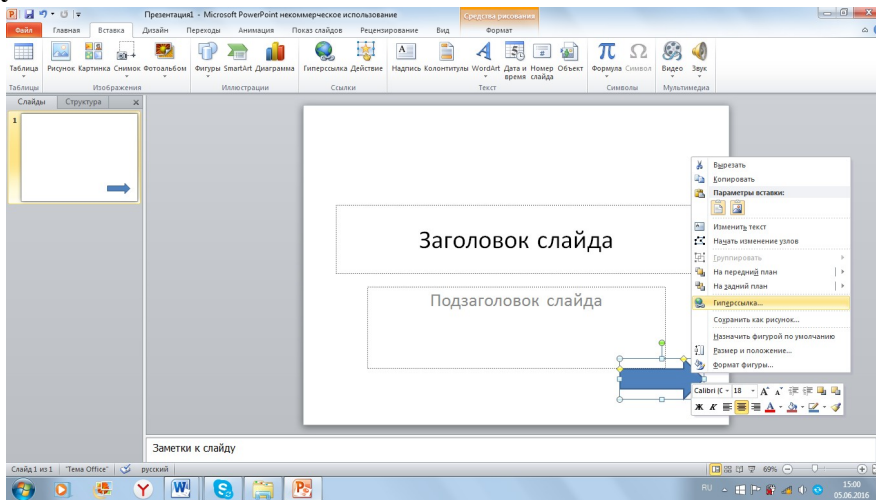 Презентация1 - Microsoft PowerPoint некоммерческое использование
Средства рисования
Файл Главная Вставка Дизайн Переходы Анимация Показ слайдов Рецензирование Вид Формат
Таблица Рисунок Картинка Снимок Фотоальбом Фигуры SmartArt Диаграмма Гиперссылка Действие Надпись Колонтитулы WordArt Дата и время Номер слайда Объект Формула Символ Видео Звук
Таблицы Изображения Иллюстрации Ссылки Текст Символы Мультимедиа
Слайды Структура
1
Заголовок слайда
Подзаголовок слайда
Вырезать
Копировать
Параметры вставки:
Изменить текст
Начать изменение узлов
Группировать
На передний план
На задний план
Гиперссылка...
Сохранить как рисунок...
Назначить фигурой по умолчанию
Размер и положение...
Формат фигуры...
Calibri (С 18
Ж К
Заметки к слайду
Слайд 1 из 1 "Тема Office" русский 69%
RU 15:00
05.06.2016